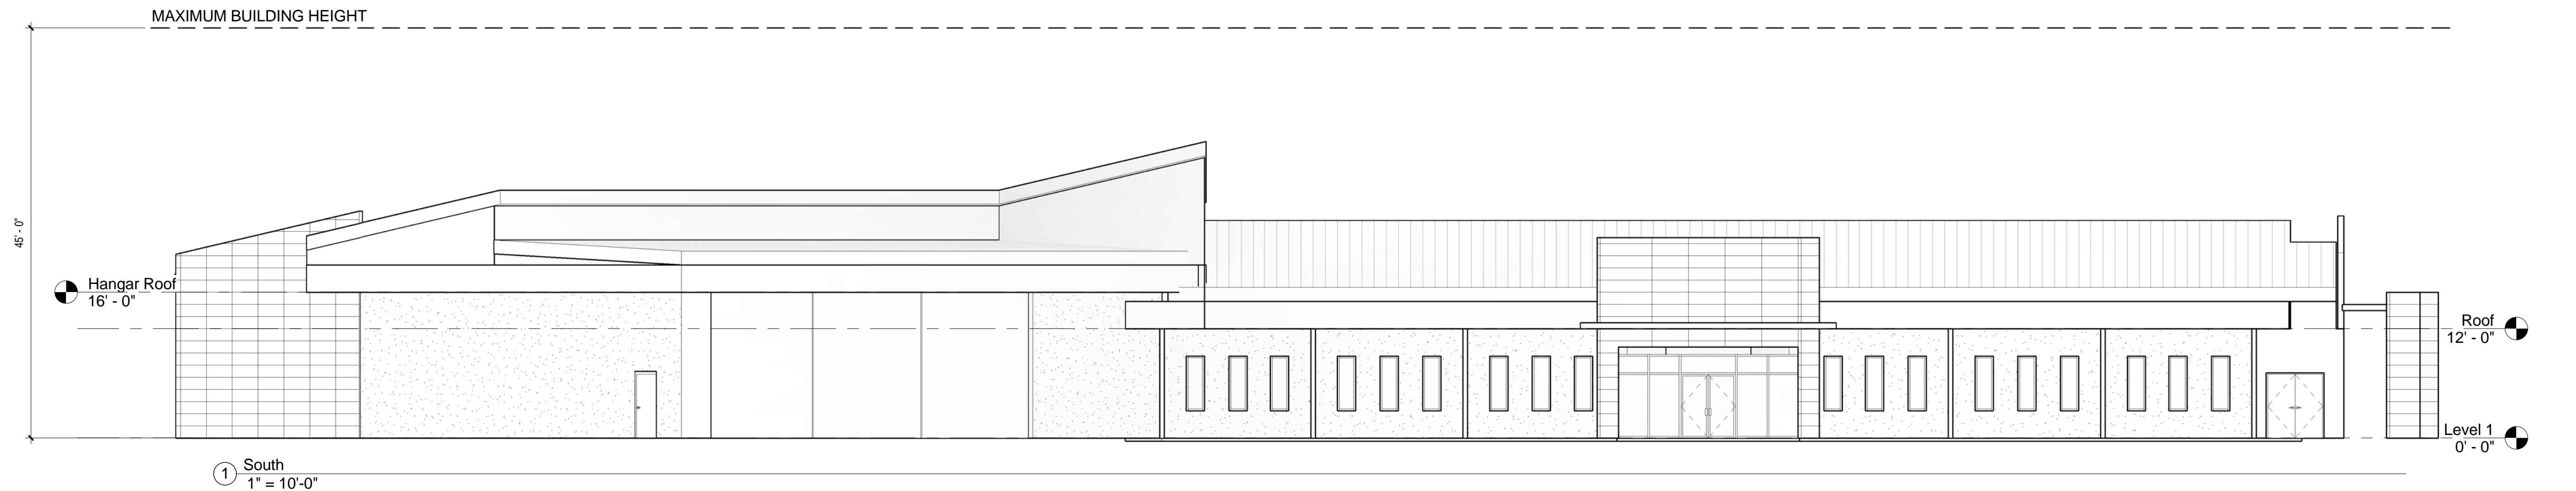 MAXIMUM BUILDING HEIGHT
45' - 0"
Hangar Roof
16' - 0"
Roof
12' - 0"
Level 1
0' - 0"
1
South
1" = 10'-0"